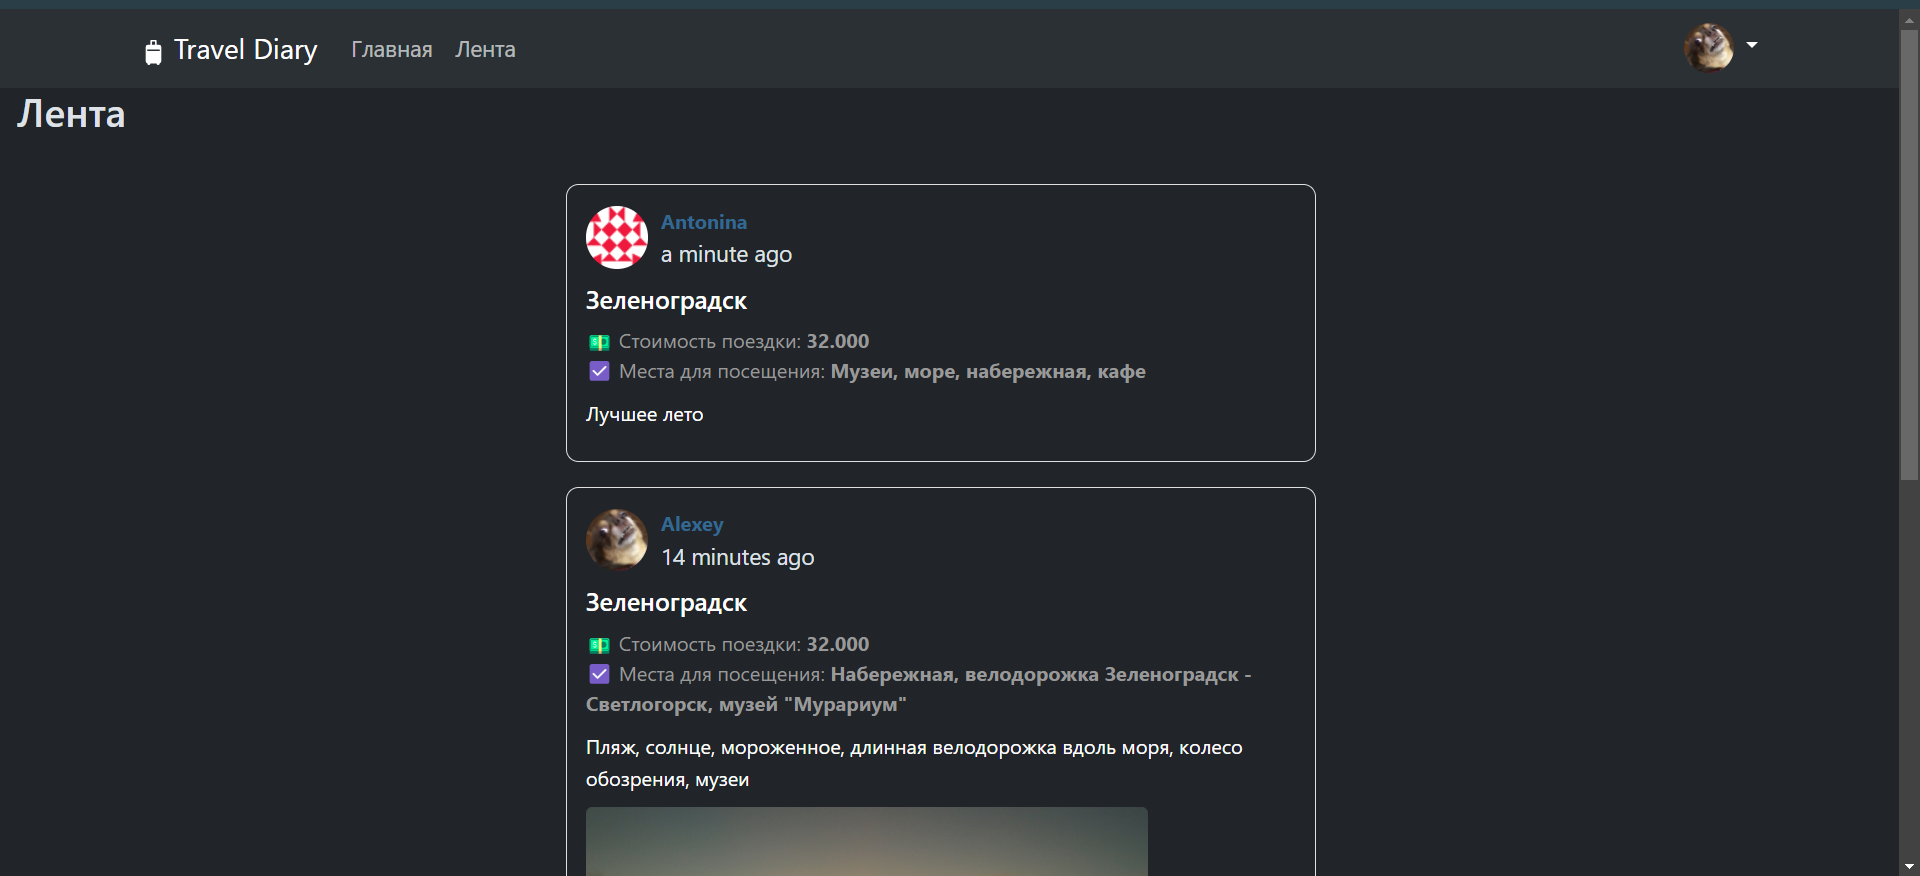 Travel Diary Главная Лента
Лента
Antonina
a minute ago
Зеленоградск
Стоимость поездки: 32.000
Места для посещения: Музеи, море, набережная, кафе
Лучшее лето
Alexey
14 minutes ago
Зеленоградск
Стоимость поездки: 32.000
Места для посещения: Набережная, велодорожка Зеленоградск -
Светлогорск, музей "Мурариум"
Пляж, солнце, мороженное, длинная велодорожка вдоль моря, колесо
обозрения, музеи